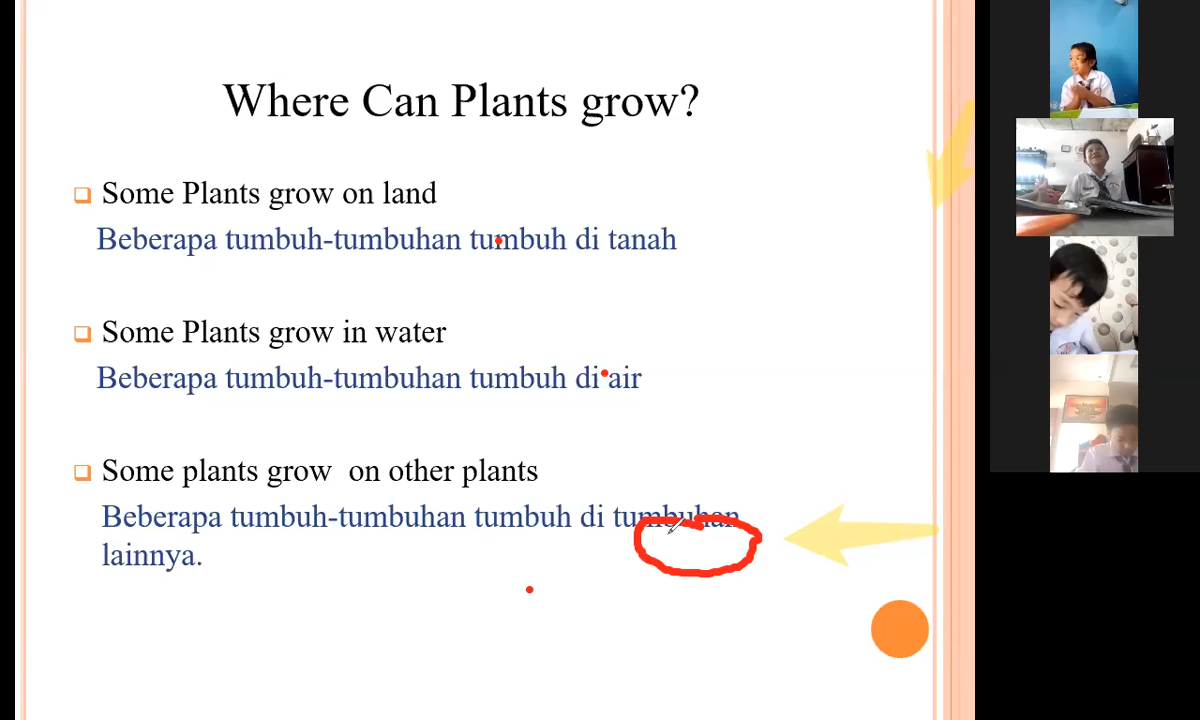 Where Can Plants grow?
Some Plants grow on land
Beberapa tumbuh-tumbuhan tumbuh di tanah
Some Plants grow in water
Beberapa tumbuh-tumbuhan tumbuh di air
Some plants grow on other plants
Beberapa tumbuh-tumbuhan tumbuh di tumbuhan
lainnya.